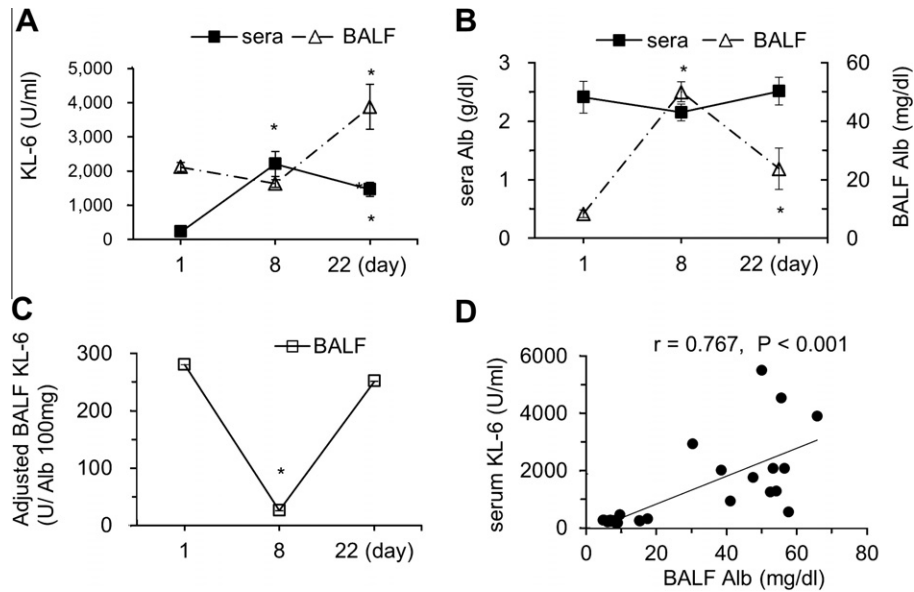 A
sera BALF
KL-6 (U/ml)
5,000
4,000
3,000
2,000
1,000
0
*
*
*
*
1 8 22 (day)
B
sera BALF
sera Alb (g/dl)
3
2
1
0
*
*
60
40
20
0
BALF Alb (mg/dl)
1 8 22 (day)
C
BALF
Adjusted BALF KL-6
(U/ Alb 100mg)
300
200
100
0
*
1 8 22 (day)
D
r = 0.767, P < 0.001
serum KL-6 (U/ml)
6000
4000
2000
0
0 20 40 60 80
BALF Alb (mg/dl)